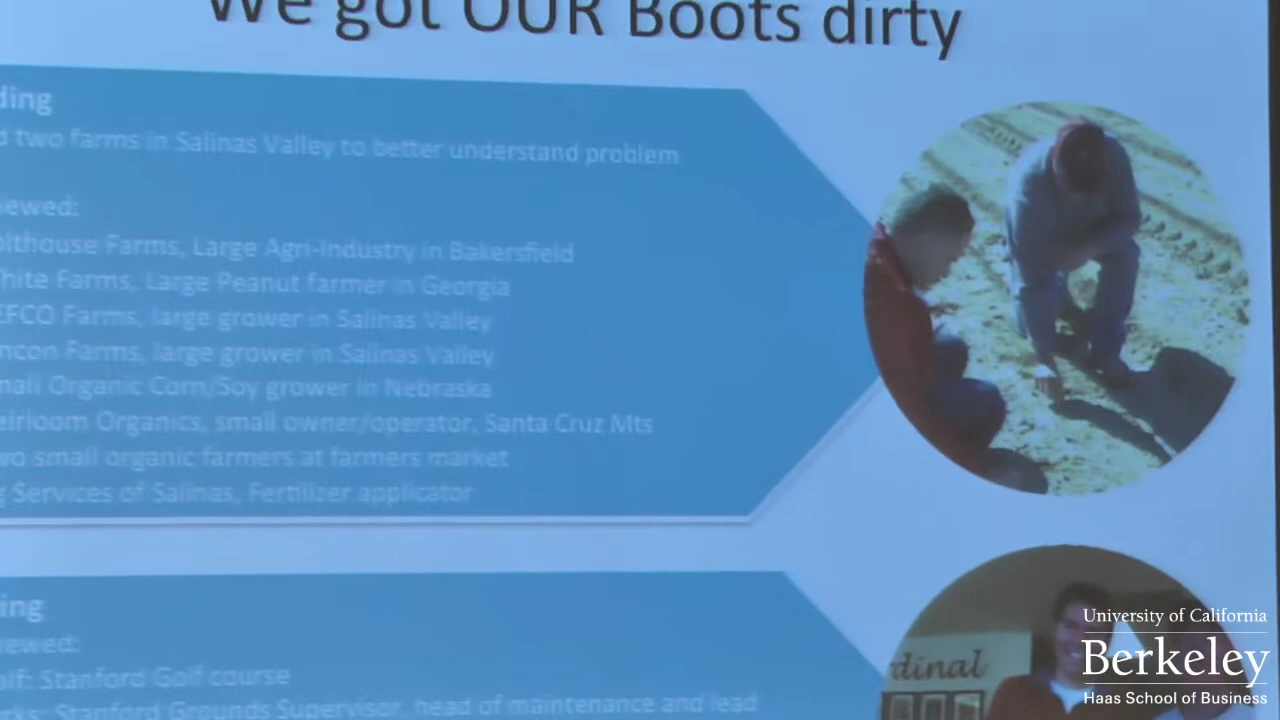 We got OUR Boots dirty
ding
d two farms in Salinas Valley to better understand problem
iewed:
olthouse Farms, Large Agri-Industry in Bakersfield
hite Farms, Large Peanut farmer in Georgia
EFCO Farms, large grower in Salinas Valley
ncon Farms, large grower in Salinas Valley
mall Organic Corn/Soy grower in Nebraska
eirloom Organics, small owner/operator, Santa Cruz Mts
wo small organic farmers at farmers market
g Services of Salinas, Fertilizer applicator
ing
iewed:
olf: Stanford Golf course
rks: Stanford Grounds Supervisor, head of maintenance and lead
rdinal
University of California
Berkeley
Haas School of Business